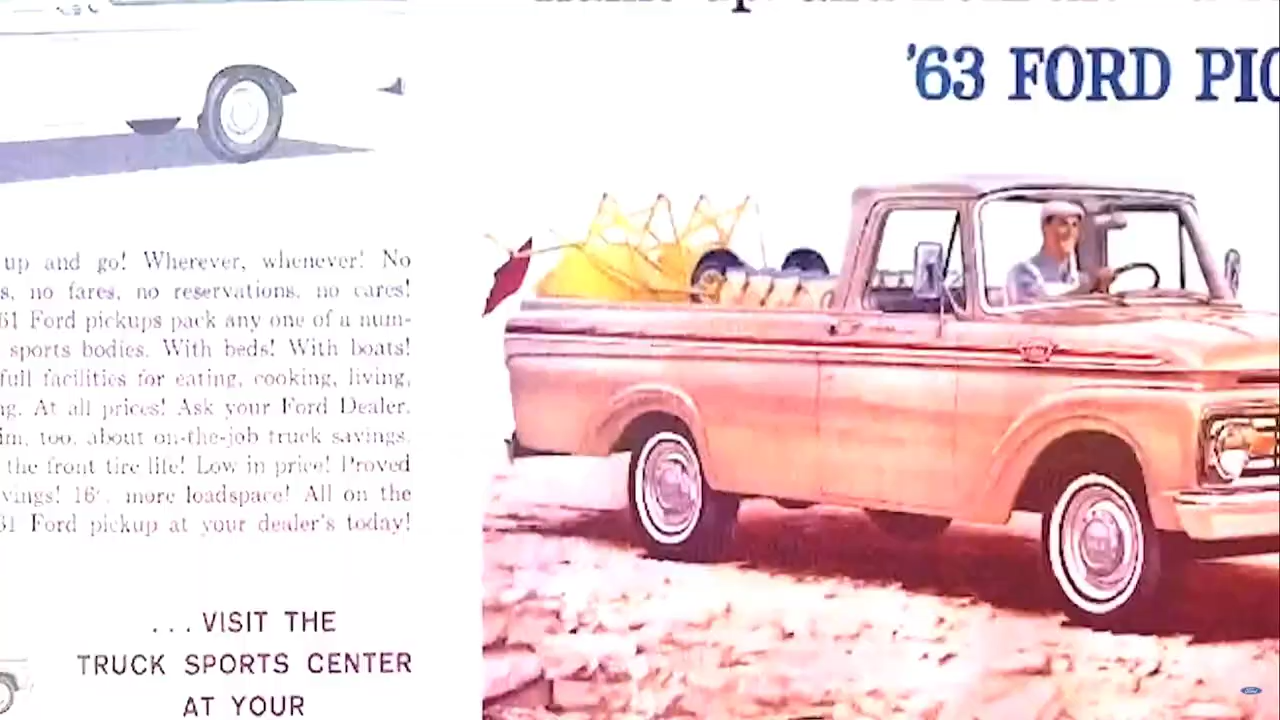 '63 FORD PIC
up and go! Wherever, whenever! No
s, no fares, no reservations, no cares!
61 Ford pickups pack any one of a num-
sports bodies. With beds! With boats!
full facilities for eating, cooking, living,
ng. At all prices! Ask your Ford Dealer.
im, too, about on-the-job truck savings.
the front tire life! Low in price! Proved
vings! 16% more loadspace! All on the
61 Ford pickup at your dealer's today!
...VISIT THE
TRUCK SPORTS CENTER
AT YOUR
Ford